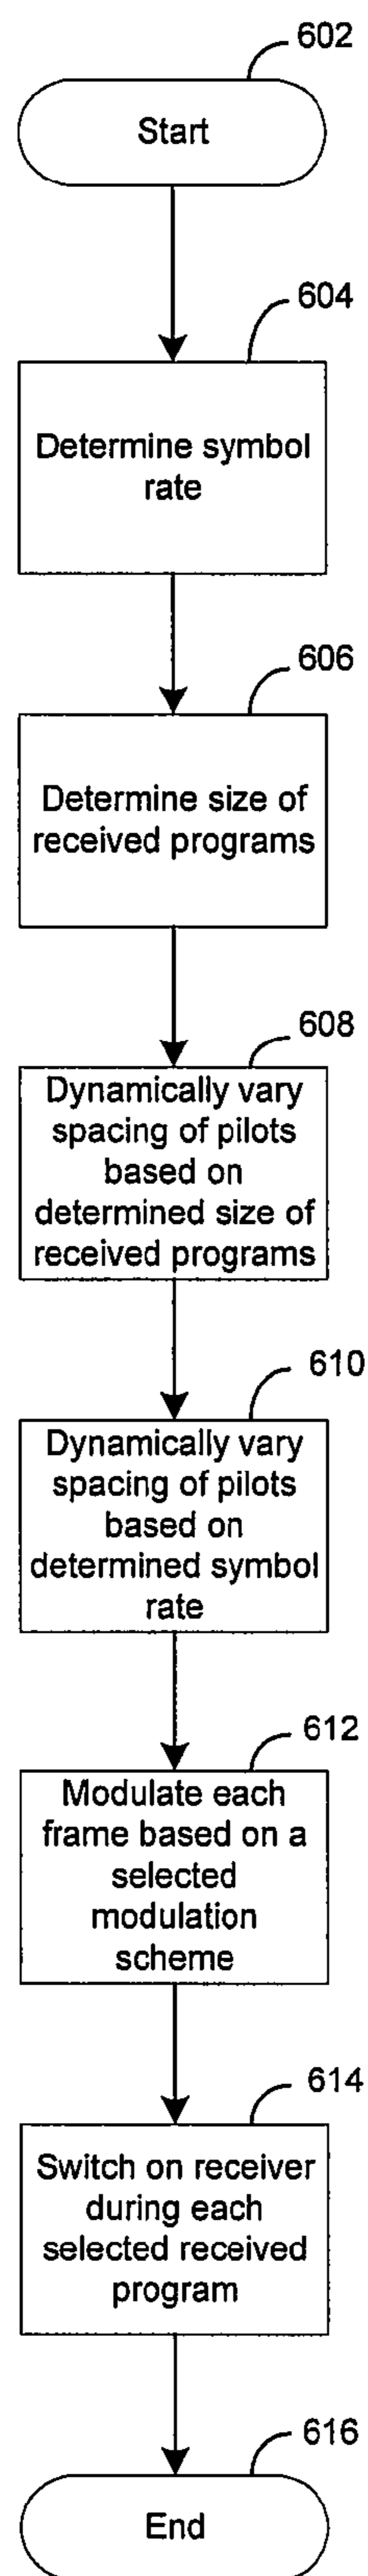 602
Start
604
Determine symbol
rate
606
Determine size of
received programs
608
Dynamically vary
spacing of pilots
based on
determined size of
received programs
610
Dynamically vary
spacing of pilots
based on
determined symbol
rate
612
Modulate each
frame based on a
selected
modulation
scheme
614
Switch on receiver
during each
selected received
program
616
End